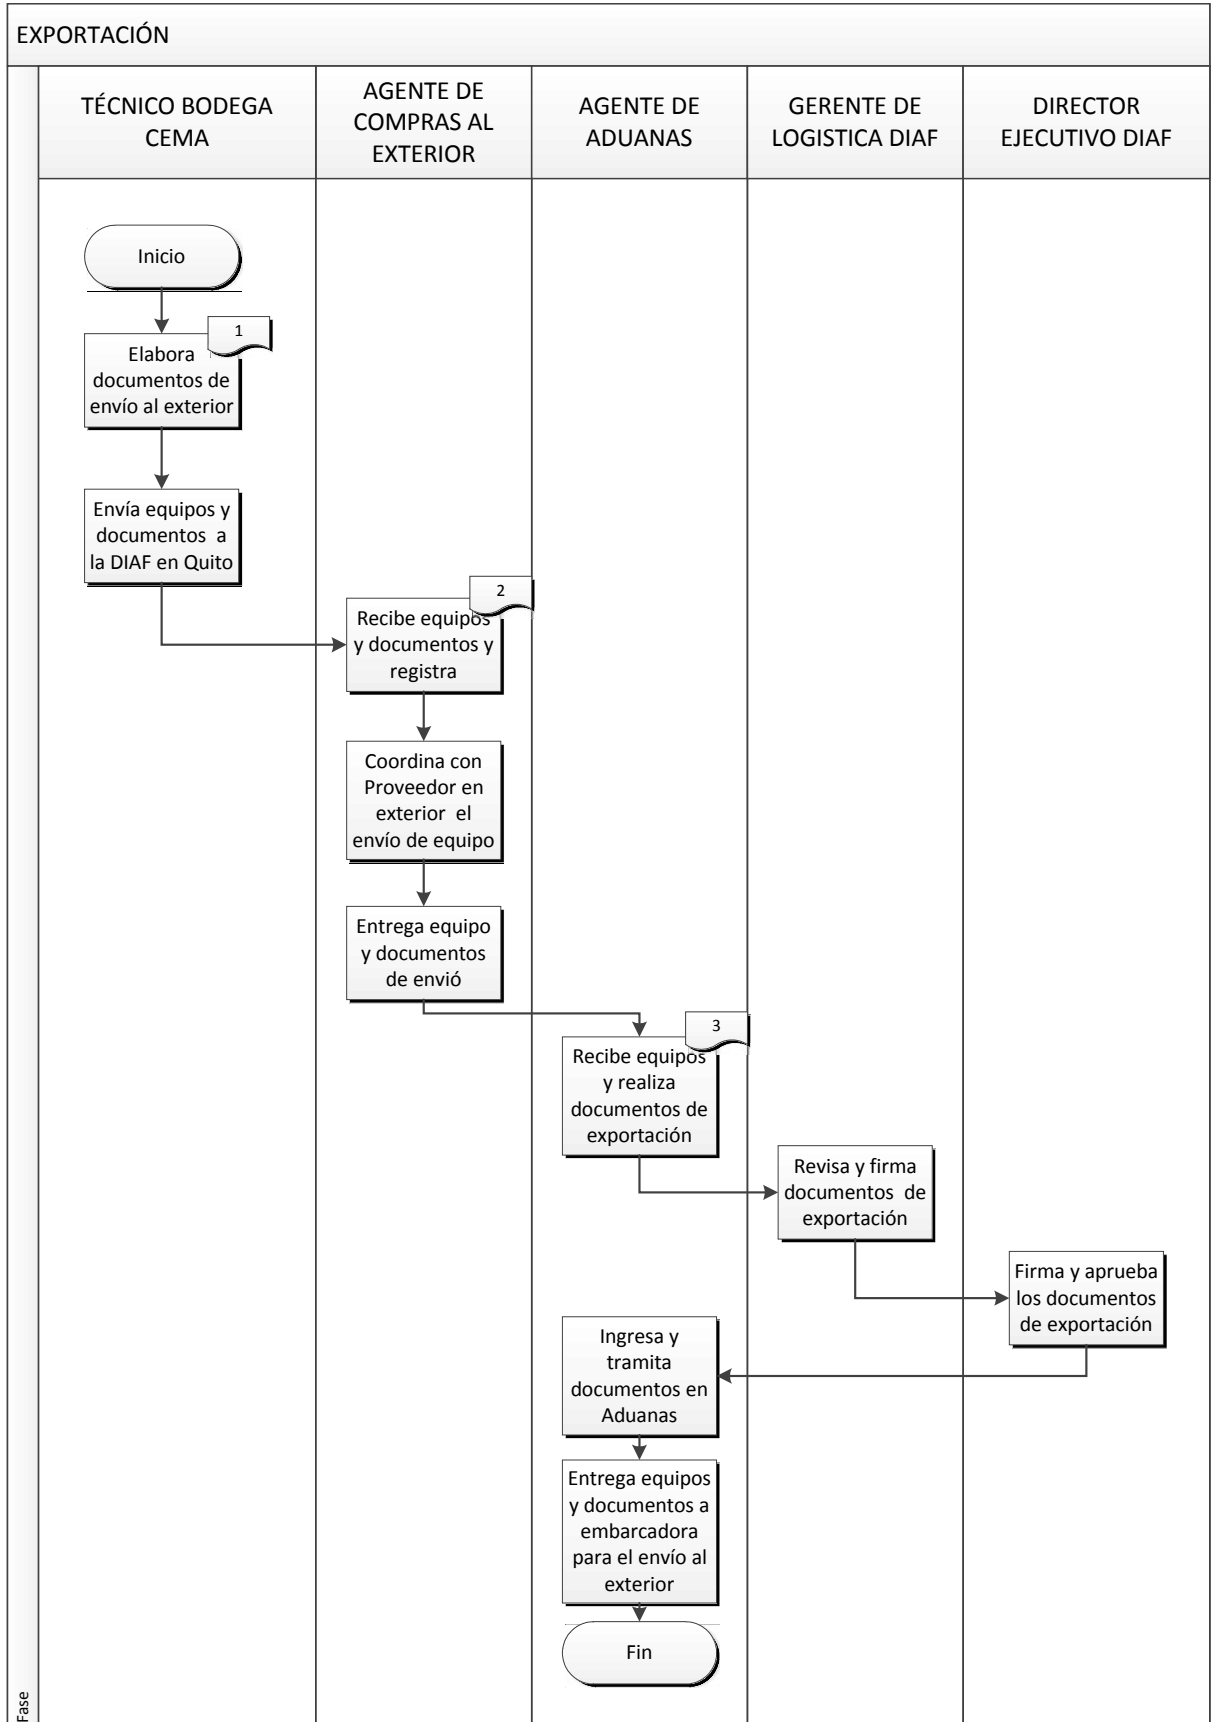 EXPORTACIÓN
TÉCNICO BODEGA
CEMA
AGENTE DE
COMPRAS AL
EXTERIOR
AGENTE DE
ADUANAS
GERENTE DE
LOGISTICA DIAF
DIRECTOR
EJECUTIVO DIAF
Inicio
1
Elabora
documentos de
envío al exterior
Envía equipos y
documentos a
la DIAF en Quito
2
Recibe equipos
y documentos y
registra
Coordina con
Proveedor en
exterior el
envío de equipo
Entrega equipo
y documentos
de envió
3
Recibe equipos
y realiza
documentos de
exportación
Revisa y firma
documentos de
exportación
Firma y aprueba
los documentos
de exportación
Ingresa y
tramita
documentos en
Aduanas
Entrega equipos
y documentos a
embarcadora
para el envío al
exterior
Fin
Fase